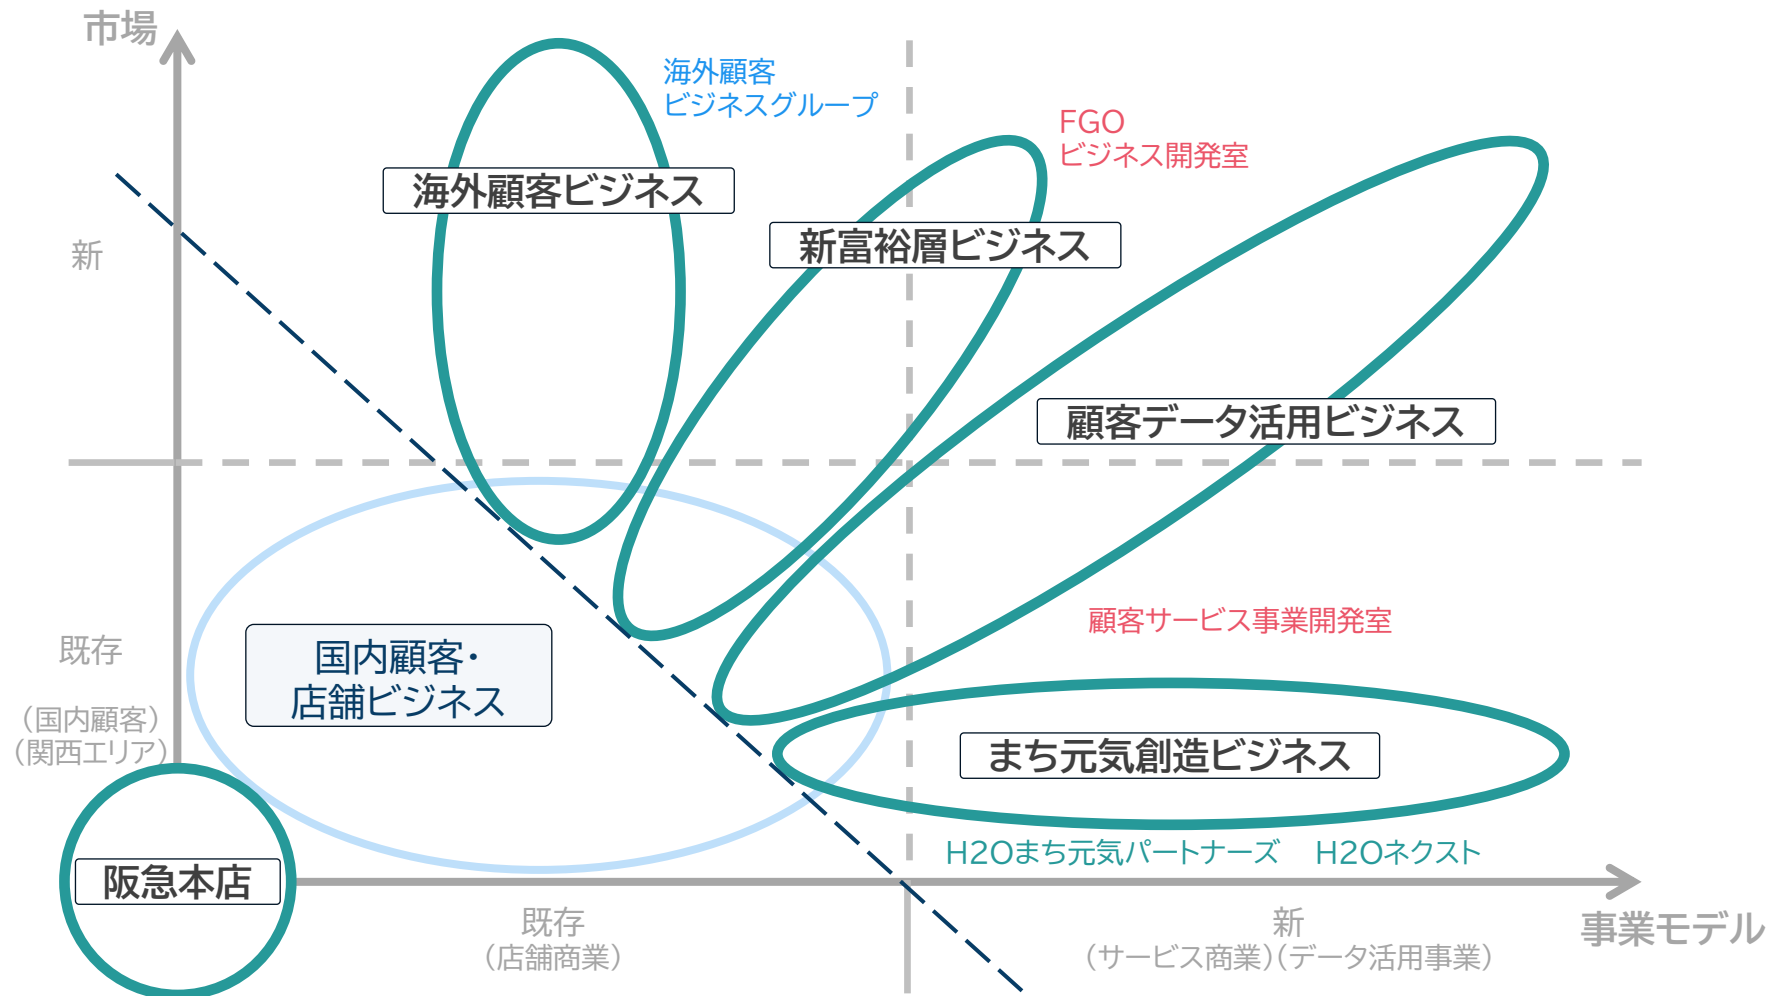 市場
海外顧客
ビジネスグループ
FGO
ビジネス開発室
海外顧客ビジネス
新富裕層ビジネス
新
顧客データ活用ビジネス
顧客サービス事業開発室
既存
(国内顧客)
(関西エリア)
国内顧客・
店舗ビジネス
まち元気創造ビジネス
H2Oまち元気パートナーズ　H2Oネクスト
阪急本店
既存
(店舗商業)
新
(サービス商業)(データ活用事業)
事業モデル